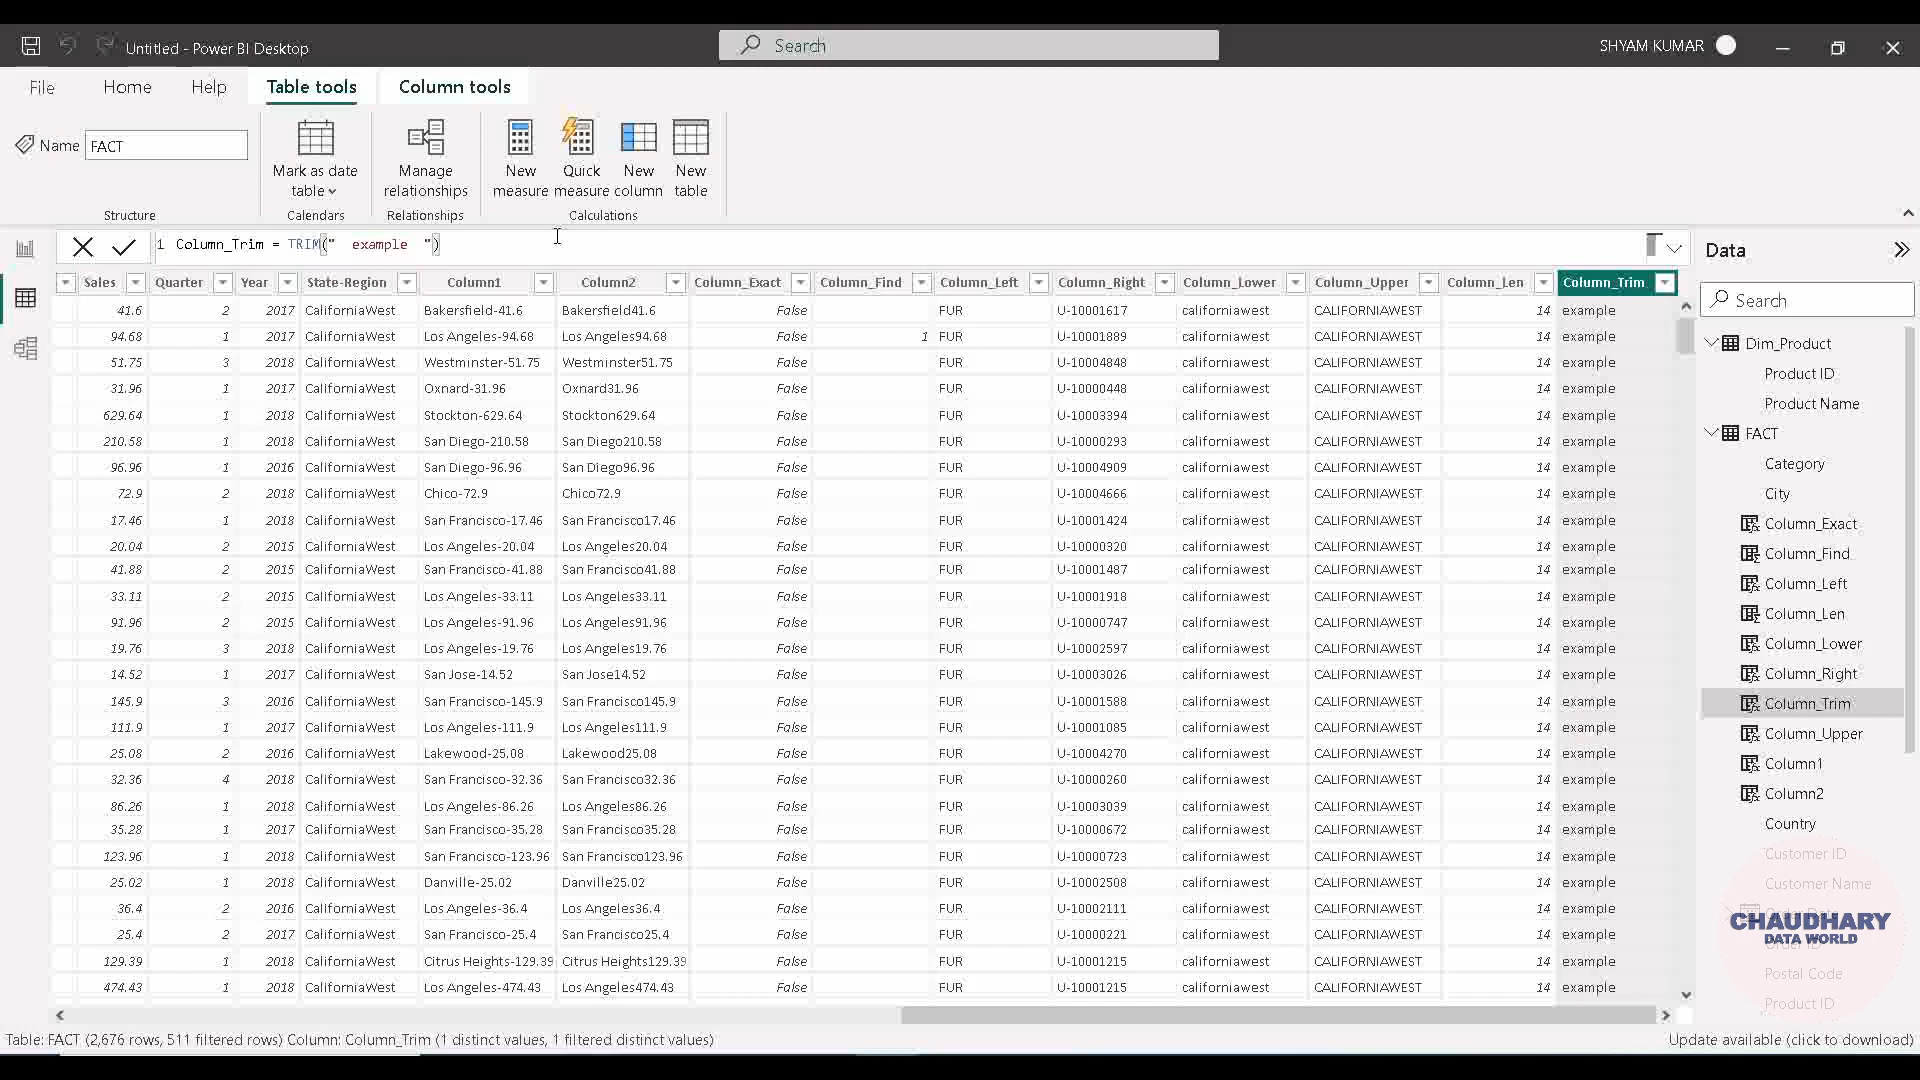 Untitled - Power BI Desktop
Search
SHYAM KUMAR
File
Home
Help
Table tools
Column tools
Name
FACT
Mark as date table
Manage relationships
New measure
Quick measure
New column
New table
Structure
Calendars
Relationships
Calculations
1 Column_Trim = TRIM("  example  ")
Sales Quarter Year State-Region Column1 Column2 Column_Exact Column_Find Column_Left Column_Right Column_Lower Column_Upper Column_Len Column_Trim
41.6 2 2017 CaliforniaWest Bakersfield-41.6 Bakersfield41.6 False FUR U-10001617 californiawest CALIFORNIAWEST 14 example
94.68 1 2017 CaliforniaWest Los Angeles-94.68 Los Angeles94.68 False 1 FUR U-10001889 californiawest CALIFORNIAWEST 14 example
51.75 3 2018 CaliforniaWest Westminster-51.75 Westminster51.75 False FUR U-10004848 californiawest CALIFORNIAWEST 14 example
31.96 1 2017 CaliforniaWest Oxnard-31.96 Oxnard31.96 False FUR U-10000448 californiawest CALIFORNIAWEST 14 example
629.64 1 2018 CaliforniaWest Stockton-629.64 Stockton629.64 False FUR U-10003394 californiawest CALIFORNIAWEST 14 example
210.58 1 2018 CaliforniaWest San Diego-210.58 San Diego210.58 False FUR U-10000293 californiawest CALIFORNIAWEST 14 example
96.96 1 2016 CaliforniaWest San Diego-96.96 San Diego96.96 False FUR U-10004909 californiawest CALIFORNIAWEST 14 example
72.9 2 2018 CaliforniaWest Chico-72.9 Chico72.9 False FUR U-10004666 californiawest CALIFORNIAWEST 14 example
17.46 1 2018 CaliforniaWest San Francisco-17.46 San Francisco17.46 False FUR U-10001424 californiawest CALIFORNIAWEST 14 example
20.04 2 2015 CaliforniaWest Los Angeles-20.04 Los Angeles20.04 False FUR U-10000320 californiawest CALIFORNIAWEST 14 example
41.88 2 2015 CaliforniaWest San Francisco-41.88 San Francisco41.88 False FUR U-10001487 californiawest CALIFORNIAWEST 14 example
33.11 2 2015 CaliforniaWest Los Angeles-33.11 Los Angeles33.11 False FUR U-10001918 californiawest CALIFORNIAWEST 14 example
91.96 2 2015 CaliforniaWest Los Angeles-91.96 Los Angeles91.96 False FUR U-10000747 californiawest CALIFORNIAWEST 14 example
19.76 3 2018 CaliforniaWest Los Angeles-19.76 Los Angeles19.76 False FUR U-10002597 californiawest CALIFORNIAWEST 14 example
14.52 1 2017 CaliforniaWest San Jose-14.52 San Jose14.52 False FUR U-10003026 californiawest CALIFORNIAWEST 14 example
145.9 3 2016 CaliforniaWest San Francisco-145.9 San Francisco145.9 False FUR U-10001588 californiawest CALIFORNIAWEST 14 example
111.9 1 2017 CaliforniaWest Los Angeles-111.9 Los Angeles111.9 False FUR U-10001085 californiawest CALIFORNIAWEST 14 example
25.08 2 2016 CaliforniaWest Lakewood-25.08 Lakewood25.08 False FUR U-10004270 californiawest CALIFORNIAWEST 14 example
32.36 4 2018 CaliforniaWest San Francisco-32.36 San Francisco32.36 False FUR U-10000260 californiawest CALIFORNIAWEST 14 example
86.26 1 2018 CaliforniaWest Los Angeles-86.26 Los Angeles86.26 False FUR U-10003039 californiawest CALIFORNIAWEST 14 example
35.28 1 2017 CaliforniaWest San Francisco-35.28 San Francisco35.28 False FUR U-10000672 californiawest CALIFORNIAWEST 14 example
123.96 1 2018 CaliforniaWest San Francisco-123.96 San Francisco123.96 False FUR U-10000723 californiawest CALIFORNIAWEST 14 example
25.02 1 2018 CaliforniaWest Danville-25.02 Danville25.02 False FUR U-10002508 californiawest CALIFORNIAWEST 14 example
36.4 2 2016 CaliforniaWest Los Angeles-36.4 Los Angeles36.4 False FUR U-10002111 californiawest CALIFORNIAWEST 14 example
25.4 2 2017 CaliforniaWest San Francisco-25.4 San Francisco25.4 False FUR U-10000221 californiawest CALIFORNIAWEST 14 example
129.39 1 2018 CaliforniaWest Citrus Heights-129.39 Citrus Heights129.39 False FUR U-10001215 californiawest CALIFORNIAWEST 14 example
474.43 1 2018 CaliforniaWest Los Angeles-474.43 Los Angeles474.43 False FUR U-10001215 californiawest CALIFORNIAWEST 14 example
Data
Search
Dim_Product
Product ID
Product Name
FACT
Category
City
Column_Exact
Column_Find
Column_Left
Column_Len
Column_Lower
Column_Right
Column_Trim
Column_Upper
Column1
Column2
Country
Customer ID
Customer Name
CHAUDHARY
DATA WORLD
Postal Code
Product ID
Table: FACT (2,676 rows, 511 filtered rows) Column: Column_Trim (1 distinct values, 1 filtered distinct values)
Update available (click to download)